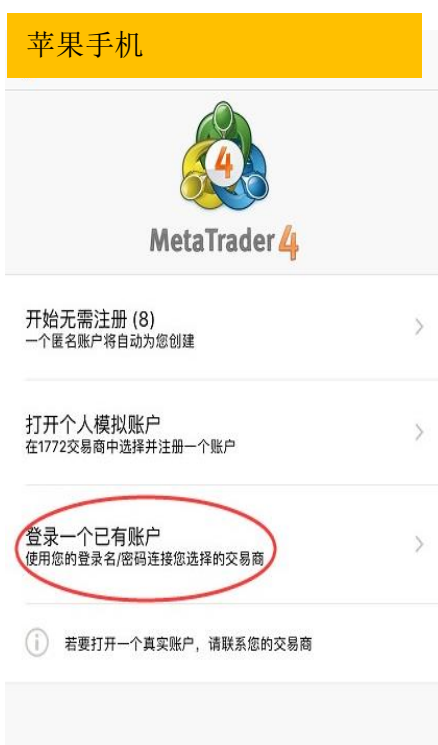 苹果手机
4
MetaTrader 4
开始无需注册 (8)
一个匿名账户将自动为您创建
打开个人模拟账户
在1772交易商中选择并注册一个账户
登录一个已有账户
使用您的登录名/密码连接您选择的交易商
若要打开一个真实账户，请联系您的交易商